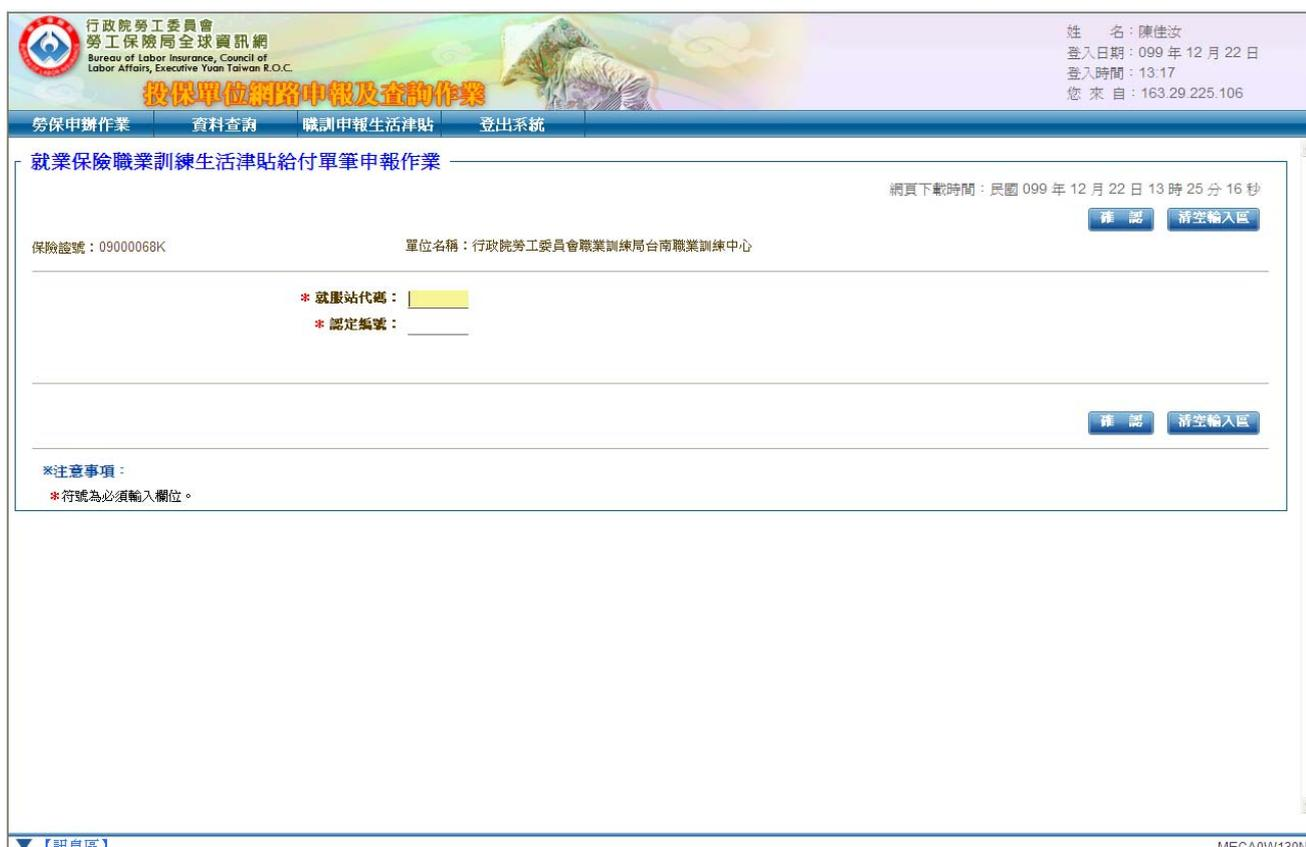 行政院勞工委員會
勞工保險局全球資訊網
Bureau of Labor Insurance, Council of
Labor Affairs, Executive Yuan Taiwan R.O.C.
投保單位網路申報及查詢作業
姓 名：陳佳汝
登入日期：099 年 12 月 22 日
登入時間：13:17
您 來 自：163.29.225.106
勞保申辦作業 資料查詢 職訓申報生活津貼 登出系統
就業保險職業訓練生活津貼給付單筆申報作業
網頁下載時間：民國 099 年 12 月 22 日 13 時 25 分 16 秒
確 認 清空輸入區
保險證號：09000068K 單位名稱：行政院勞工委員會職業訓練局台南職業訓練中心
* 就服站代碼：
* 認定編號：
確 認 清空輸入區
※注意事項：
*符號為必須輸入欄位。
▼【訊息區】 MECA0W130N